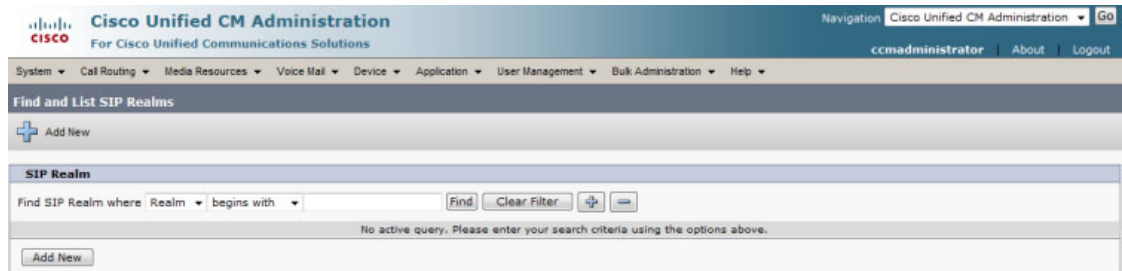 Cisco Unified CM Administration
Navigation Cisco Unified CM Administration Go
CISCO
For Cisco Unified Communications Solutions
ccmadministrator | About | Logout
System Call Routing Media Resources Voice Mail Device Application User Management Bulk Administration Help
Find and List SIP Realms
Add New
SIP Realm
Find SIP Realm where Realm begins with Find Clear Filter
No active query. Please enter your search criteria using the options above.
Add New